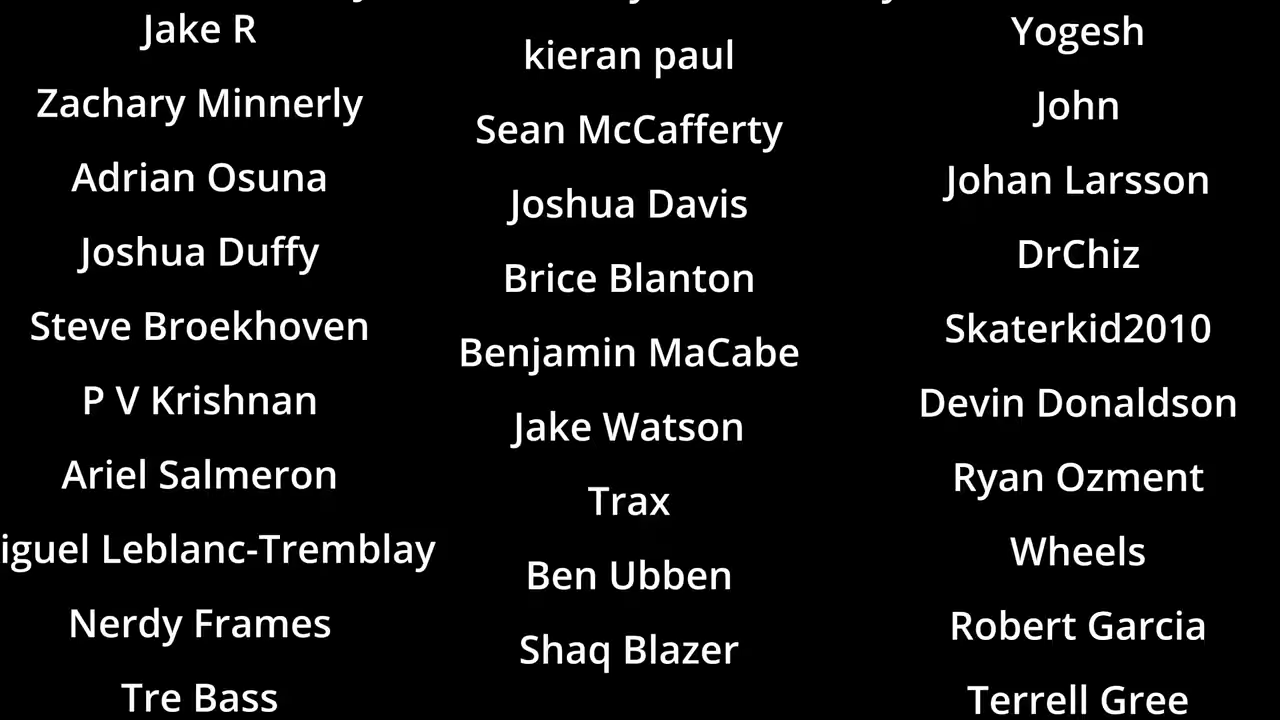 Jake R
Zachary Minnerly
Adrian Osuna
Joshua Duffy
Steve Broekhoven
P V Krishnan
Ariel Salmeron
iguel Leblanc-Tremblay
Nerdy Frames
Tre Bass
kieran paul
Sean McCafferty
Joshua Davis
Brice Blanton
Benjamin MaCabe
Jake Watson
Trax
Ben Ubben
Shaq Blazer
Yogesh
John
Johan Larsson
DrChiz
Skaterkid2010
Devin Donaldson
Ryan Ozment
Wheels
Robert Garcia
Terrell Gree